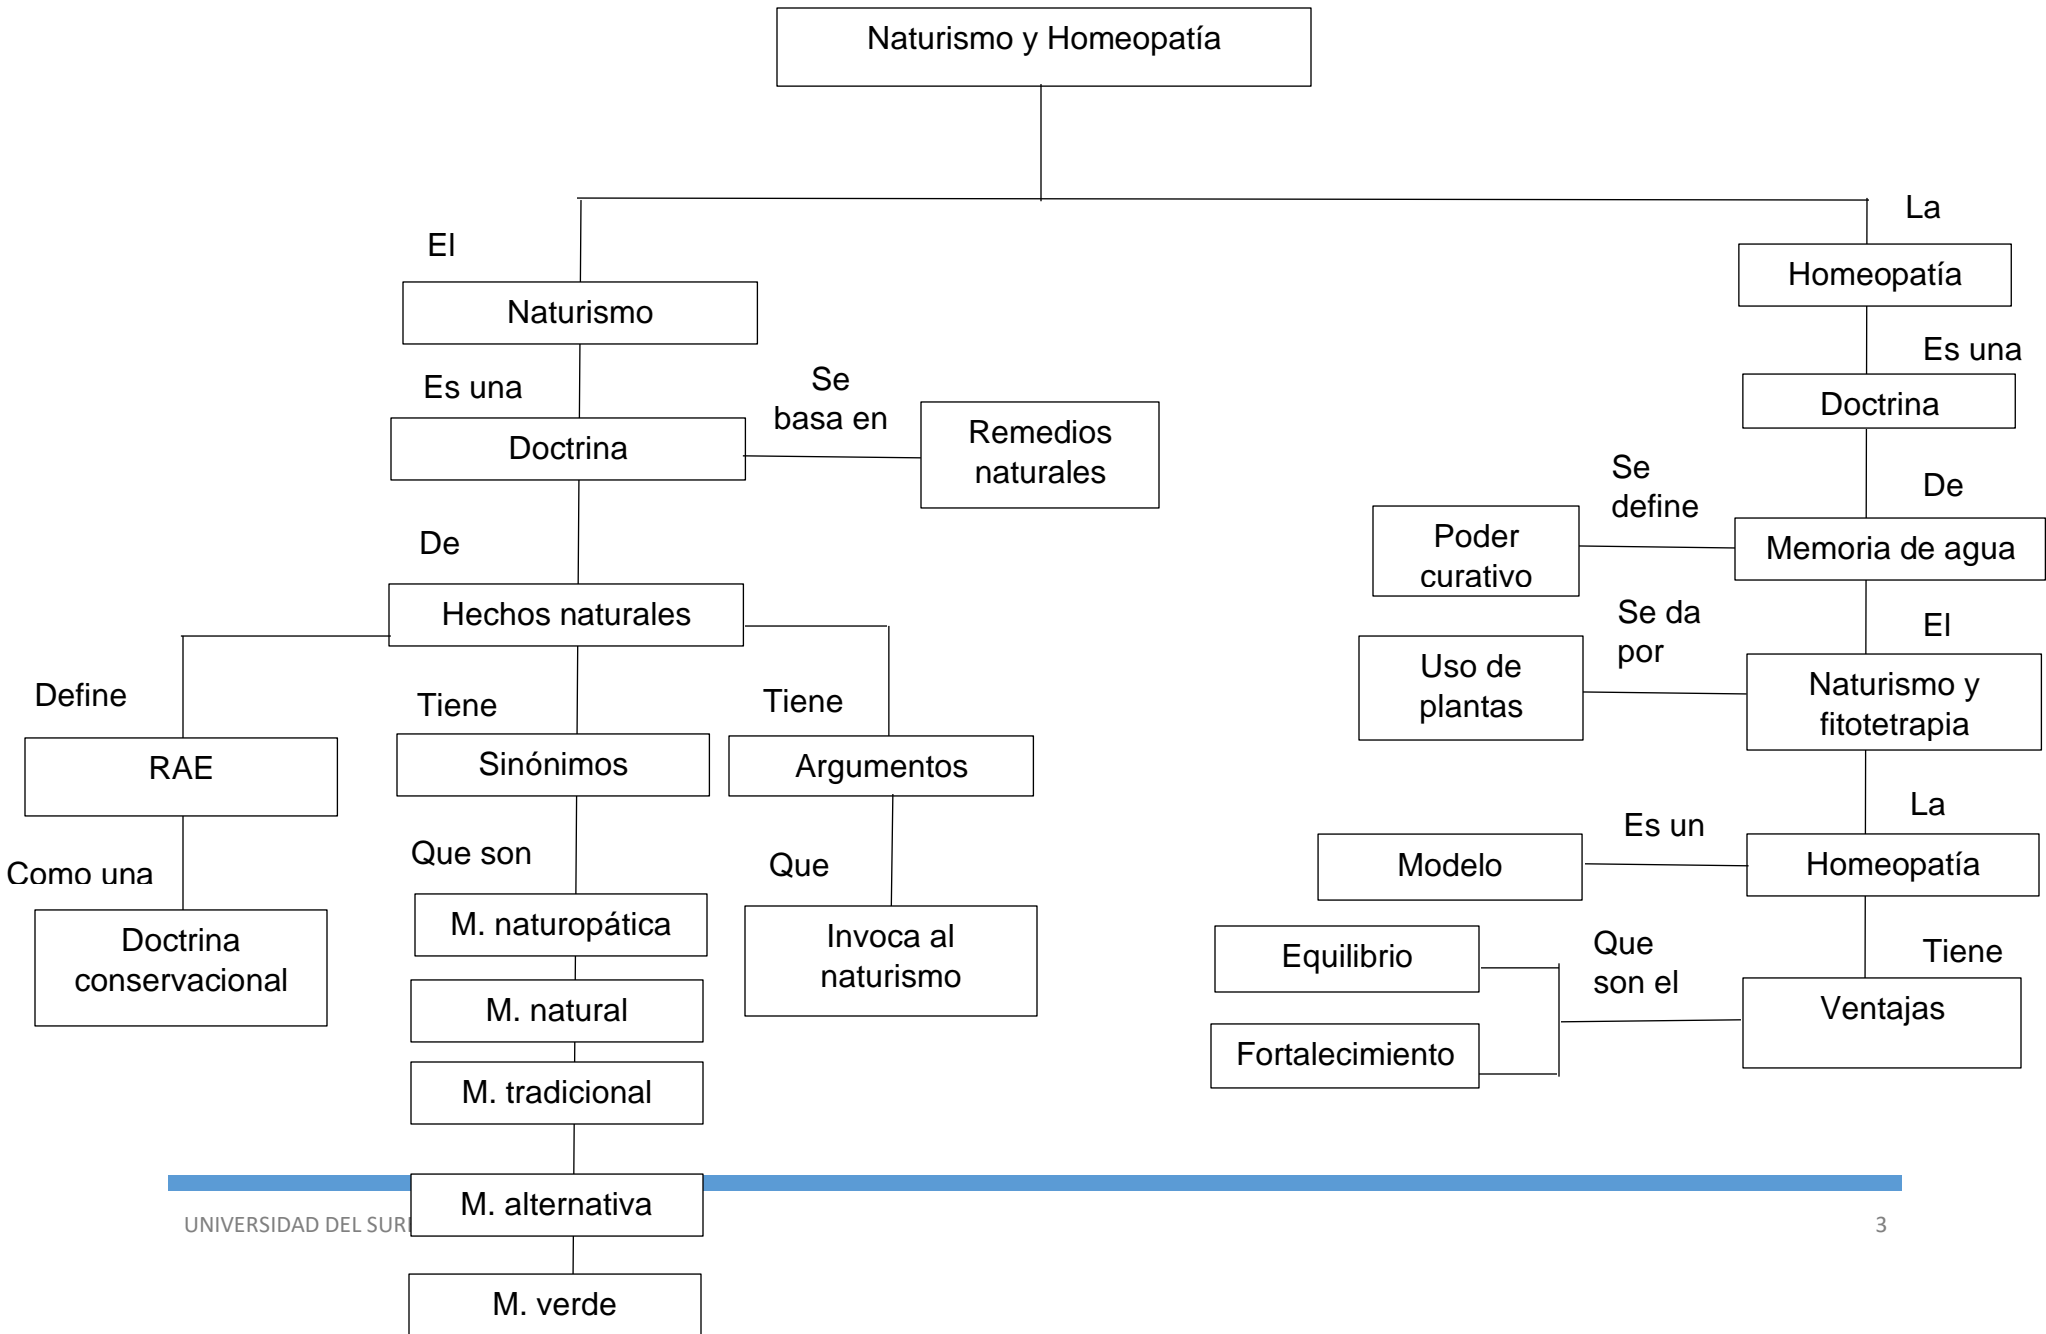 Naturismo y Homeopatía
El
Naturismo
Es una
Doctrina
Se
basa en
Remedios
naturales
De
Hechos naturales
Define
RAE
Como una
Doctrina
conservacional
Tiene
Sinónimos
Que son
M. naturopática
M. natural
M. tradicional
M. alternativa
M. verde
Tiene
Argumentos
Que
Invoca al
naturismo
La
Homeopatía
Es una
Doctrina
De
Memoria de agua
Se
define
Poder
curativo
El
Naturismo y
fitotetrapia
Se da
por
Uso de
plantas
La
Homeopatía
Es un
Modelo
Tiene
Ventajas
Que
son el
Equilibrio
Fortalecimiento
UNIVERSIDAD DEL
3